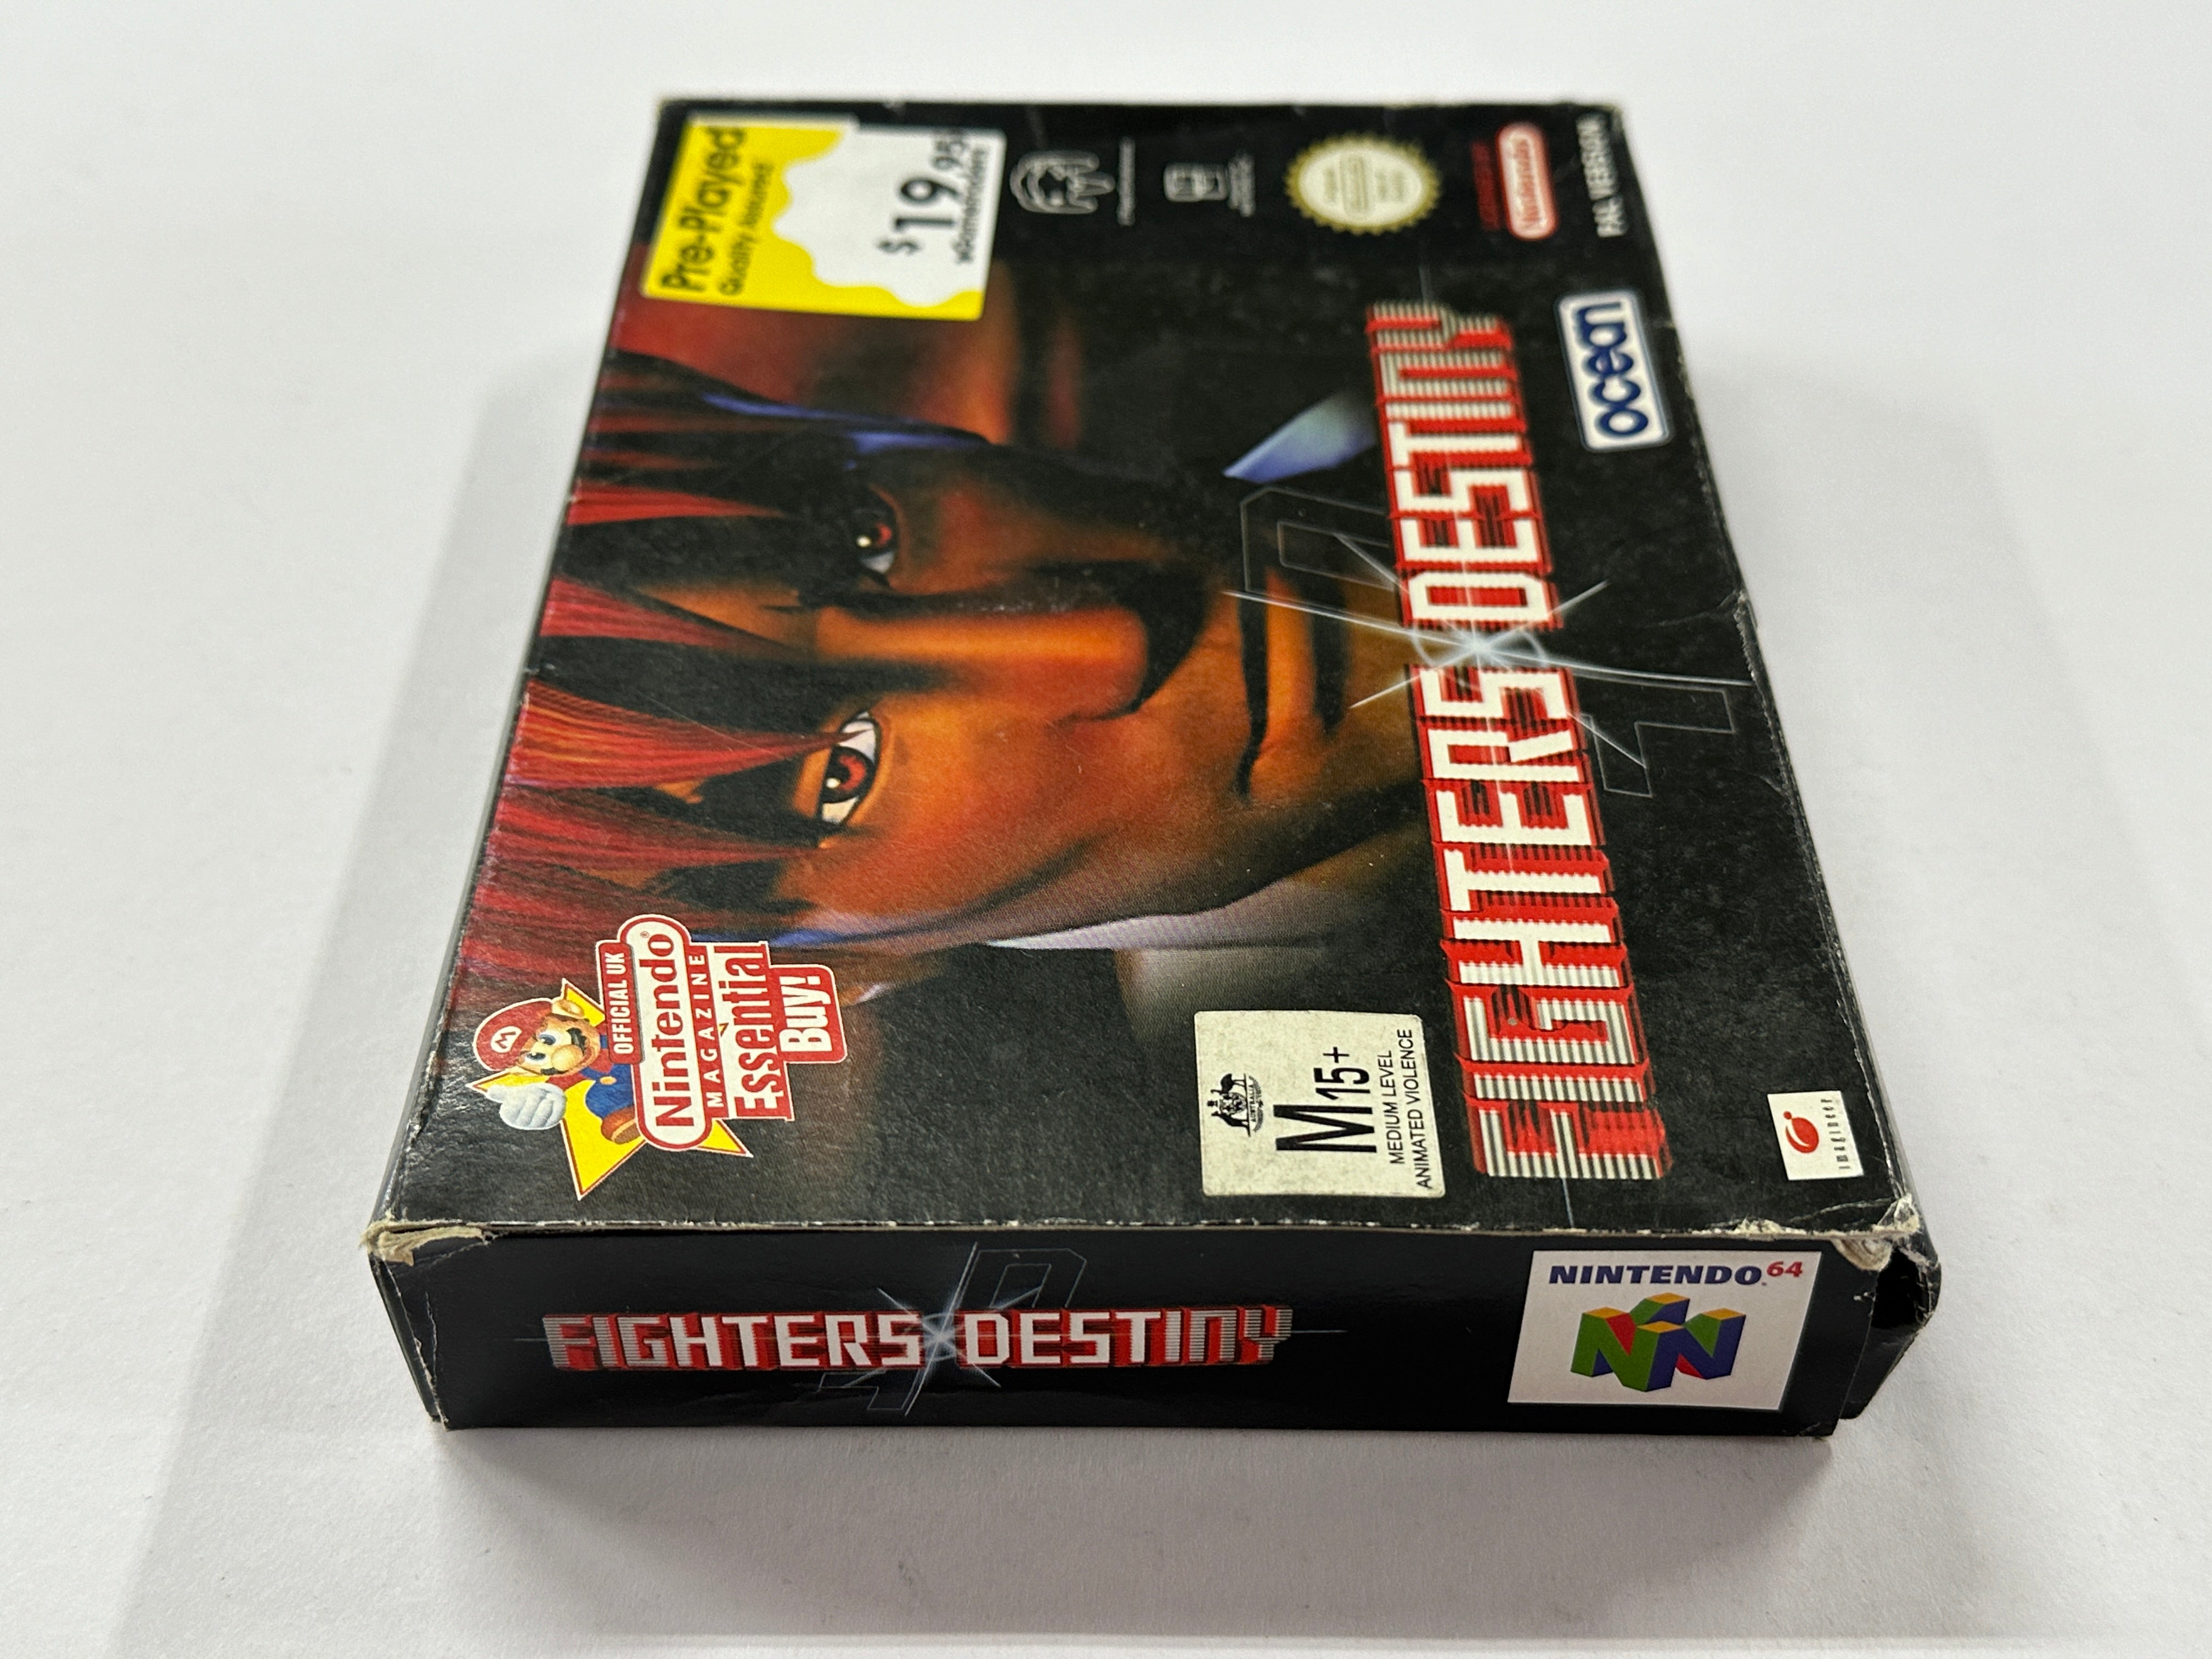 Pre-Played
Quality Assured
$19.95
PAL VERSION
Nintendo
ocean
OFFICIAL UK
Nintendo®
MAGAZINE
Essential
Buy!
M
AUSTRALIA
M15+
MEDIUM LEVEL
ANIMATED VIOLENCE
FIGHTERS DESTINY
imagineer
FIGHTERS DESTINY
NINTENDO64